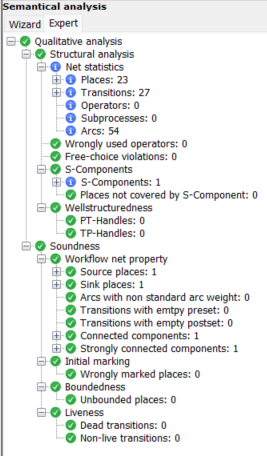 Semantical analysis
Wizard Expert
Qualitative analysis
Structural analysis
Net statistics
Places: 23
Transitions: 27
Operators: 0
Subprocesses: 0
Arcs: 54
Wrongly used operators: 0
Free-choice violations: 0
S-Components
S-Components: 1
Places not covered by S-Component: 0
Wellstructuredness
PT-Handles: 0
TP-Handles: 0
Soundness
Workflow net property
Source places: 1
Sink places: 1
Arcs with non standard arc weight: 0
Transitions with emtpy preset: 0
Transitions with empty postset: 0
Connected components: 1
Strongly connected components: 1
Initial marking
Wrongly marked places: 0
Boundedness
Unbounded places: 0
Liveness
Dead transitions: 0
Non-live transitions: 0